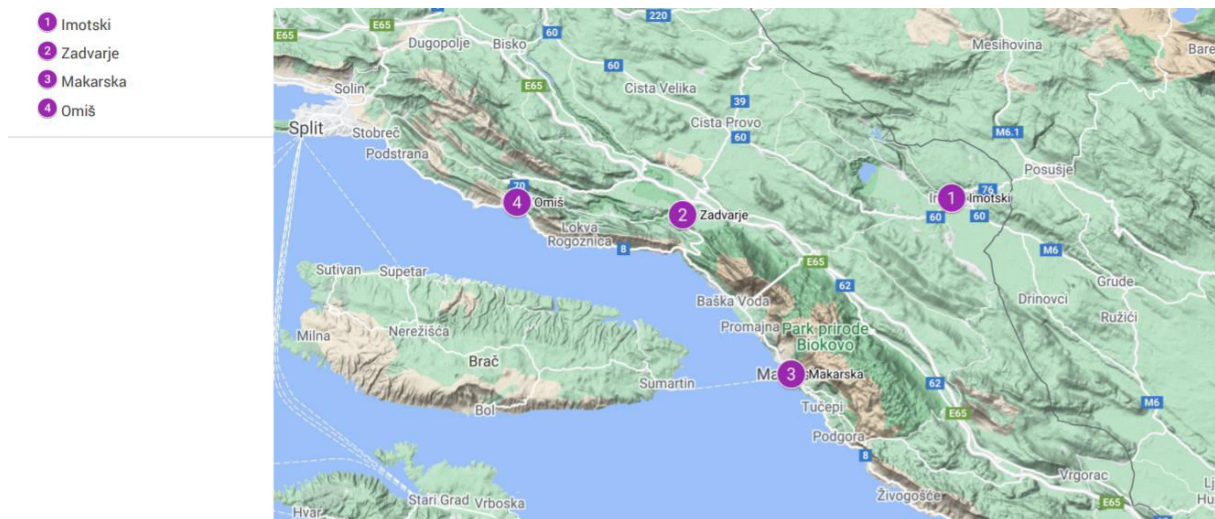 1 Imotski
2 Zadvarje
3 Makarska
4 Omiš
220
E65
E65
60
Dugopolje
Bisko
Mesihovina
Bare
60
Solin
E65
Cista Velika
39
Split
Stobreč
Cista Provo
60
M6.1
Podstrana
Posušje
70
76
4 Omiš
1 Imotski
2 Zadvarje
60
60
Lokva
Rogoznica
8
M6
E65
Sutivan
Supetar
62
Grude
Baška Voda
Drinovci
Ružići
Milna
Nerežišća
Promajna
Park prirode
Biokovo
Brač
3 Makarska
Sumartin
62
M6
Bol
Tučepi
E65
Podgora
8
Vrgorac
Živogošće
Stari Grad
Vrboska
E65
Hvar